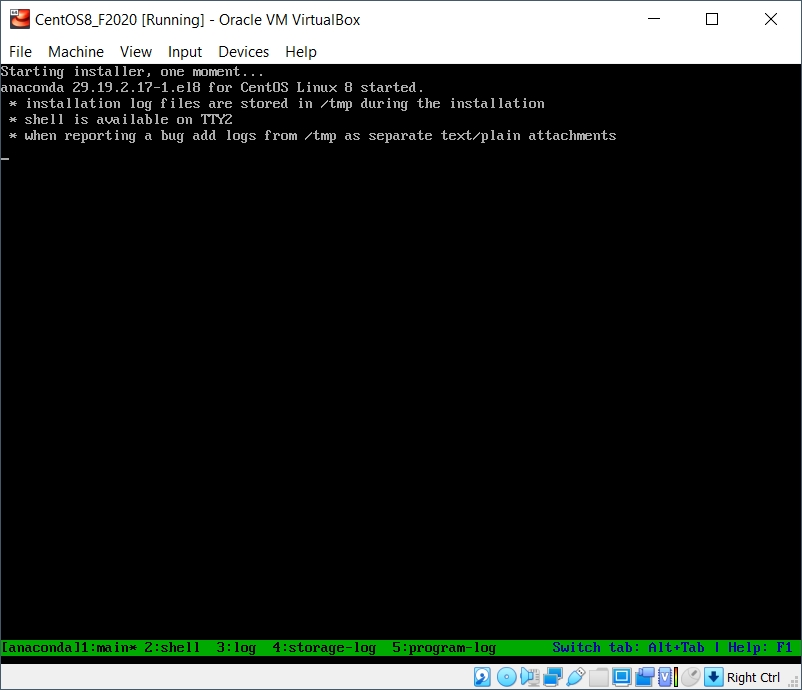 CentOS8_F2020 [Running] - Oracle VM VirtualBox
File Machine View Input Devices Help
Starting installer, one moment...
anaconda 29.19.2.17-1.el8 for CentOS Linux 8 started.
* installation log files are stored in /tmp during the installation
* shell is available on TTY2
* when reporting a bug add logs from /tmp as separate text/plain attachments
[anaconda]1:main* 2:shell 3:log 4:storage-log 5:program-log Switch tab: Alt+Tab | Help: F1
Right Ctrl